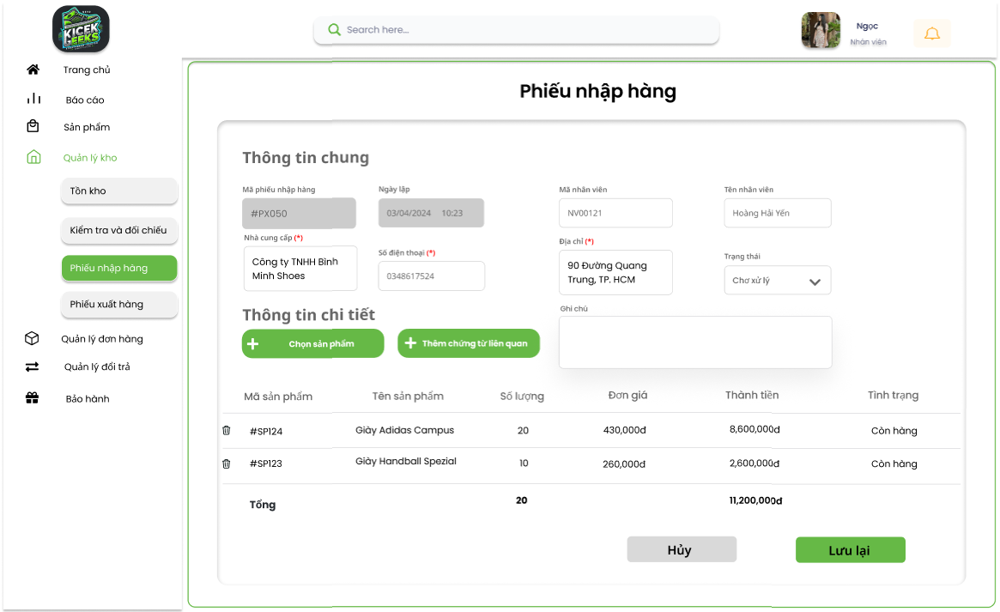 KICEK
GEEKS
Search here...
Ngọc
Nhân viên
Trang chủ
Báo cáo
Sản phẩm
Quản lý kho
Tồn kho
Kiểm tra và đối chiếu
Phiếu nhập hàng
Phiếu xuất hàng
Quản lý đơn hàng
Quản lý đổi trả
Bảo hành
Phiếu nhập hàng
Thông tin chung
Mã phiếu nhập hàng
#PX050
Ngày lập
03/04/2024 10:23
Mã nhân viên
NV00121
Tên nhân viên
Hoàng Hải Yến
Nhà cung cấp (*)
Công ty TNHH Bình
Minh Shoes
Số điện thoại (*)
0348617524
Địa chỉ (*)
90 Đường Quang
Trung, TP. HCM
Trạng thái
Chơ xử lý
Ghi chú
Thông tin chi tiết
Chọn sản phẩm
Thêm chứng từ liên quan
Mã sản phẩm Tên sản phẩm Số lượng Đơn giá Thành tiền Tình trạng
#SP124 Giày Adidas Campus 20 430,000đ 8,600,000đ Còn hàng
#SP123 Giày Handball Spezial 10 260,000đ 2,600,000đ Còn hàng
Tổng 20 11,200,000đ
Hủy
Lưu lại